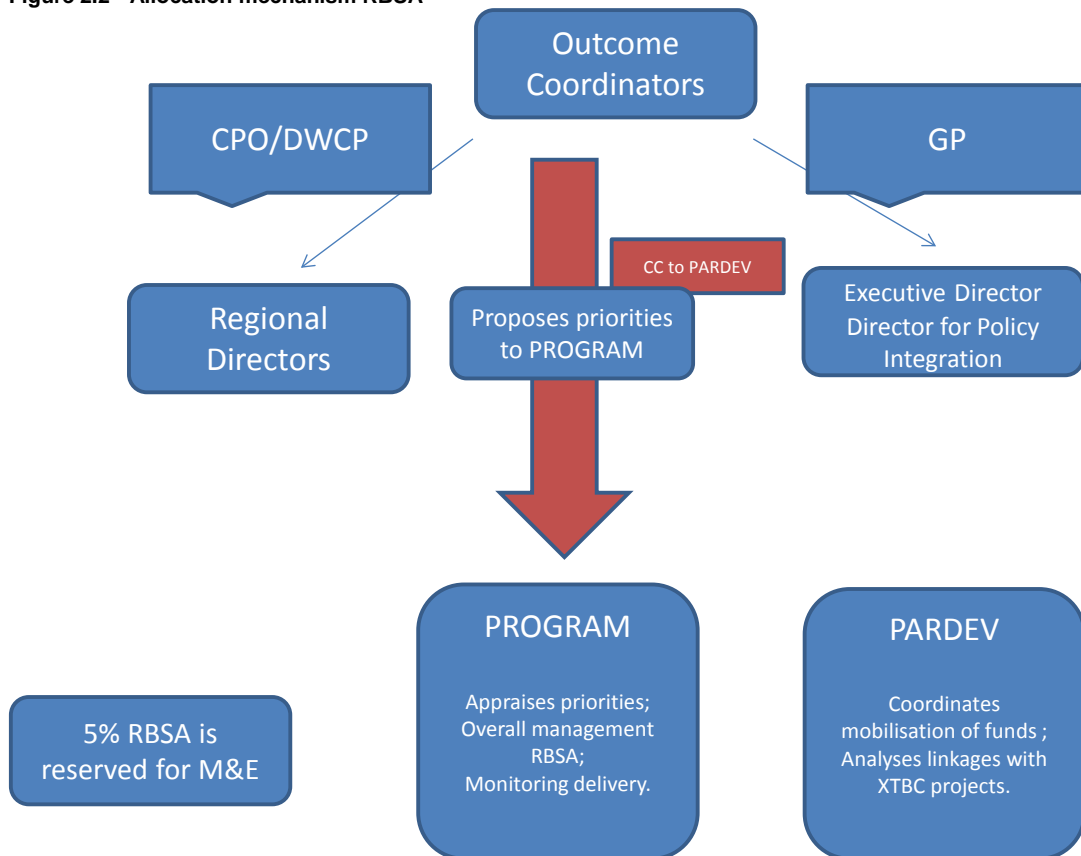 Figure 2.2 Allocation mechanism RBSA
Outcome
Coordinators
CPO/DWCP
GP
CC to PARDEV
Regional
Directors
Proposes priorities
to PROGRAM
Executive Director
Director for Policy
Integration
PROGRAM
Appraises priorities;
Overall management
RBSA;
Monitoring delivery.
PARDEV
Coordinates
mobilisation of funds ;
Analyses linkages with
XTBC projects.
5% RBSA is
reserved for M&E